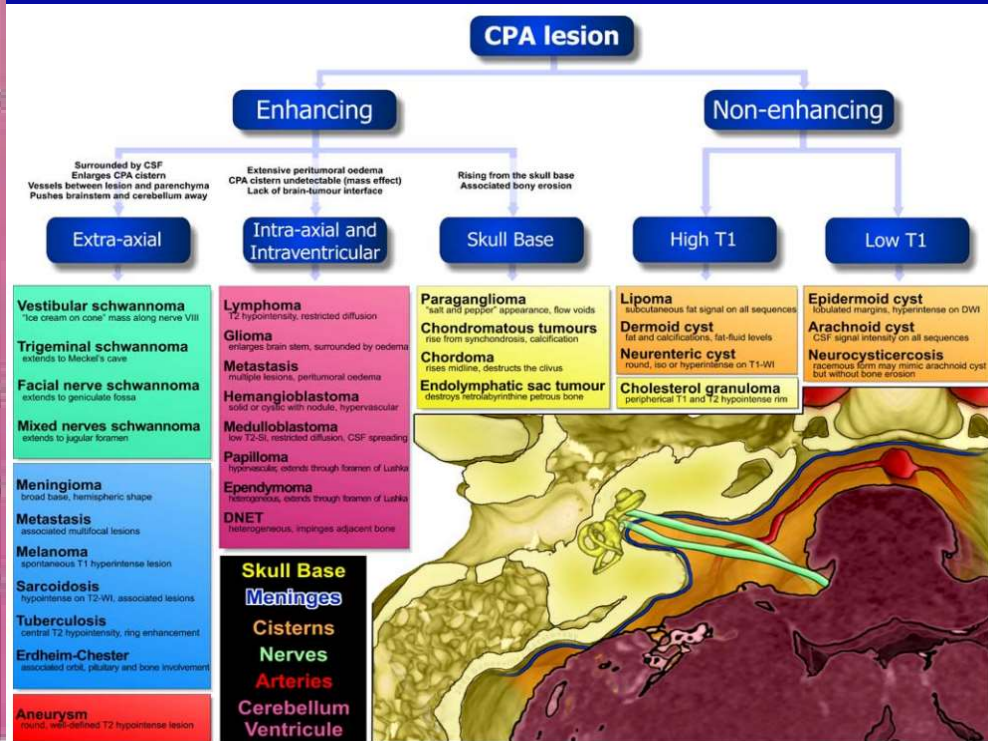 CPA lesion
Enhancing
Non-enhancing
Surrounded by CSF
Enlarges CPA cistern
Vessels between lesion and parenchyma
Pushes brainstem and cerebellum away
Extensive peritumoral oedema
CPA cistern undetectable (mass effect)
Lack of brain-tumour interface
Rising from the skull base
Associated bony erosion
Extra-axial
Intra-axial and
Intraventricular
Skull Base
High T1
Low T1
Vestibular schwannoma
"Ice cream on cone" mass along nerve VIII
Trigeminal schwannoma
extends to Meckel's cave
Facial nerve schwannoma
extends to geniculate fossa
Mixed nerves schwannoma
extends to jugular foramen
Meningioma
broad base, hemispheric shape
Metastasis
associated multifocal lesions
Melanoma
spontaneous T1 hyperintense lesion
Sarcoidosis
hypointense on T2-WI, associated lesions
Tuberculosis
central T2 hypointensity, ring enhancement
Erdheim-Chester
associated orbit, pituitary and bone involvement
Aneurysm
round, well-defined T2 hypointense lesion
Lymphoma
T2 hypointensity, restricted diffusion
Glioma
enlarges brain stem, surrounded by oedema
Metastasis
multiple lesions, peritumoral oedema
Hemangioblastoma
solid or cystic with nodule, hypervascular
Medulloblastoma
low T2-SI, restricted diffusion, CSF spreading
Papilloma
hypervascular, extends through foramen of Lushka
Ependymoma
heterogeneous, extends through foramen of Lushka
DNET
heterogeneous, impinges adjacent bone
Skull Base
Meninges
Cisterns
Nerves
Arteries
Cerebellum
Ventricule
Paraganglioma
"salt and pepper" appearance, flow voids
Chondromatous tumours
rise from synchondrosis, calcification
Chordoma
rises midline, destructs the clivus
Endolymphatic sac tumour
destroys retrolabyrinthine petrous bone
Lipoma
subcutaneous fat signal on all sequences
Dermoid cyst
fat and calcifications, fat-fluid levels
Neurenteric cyst
round, iso or hyperintense on T1-WI
Cholesterol granuloma
peripherical T1 and T2 hypointense rim
Epidermoid cyst
lobulated margins, hyperintense on DWI
Arachnoid cyst
CSF signal intensity on all sequences
Neurocysticercosis
racemous form may mimic arachnoid cyst
but without bone erosion